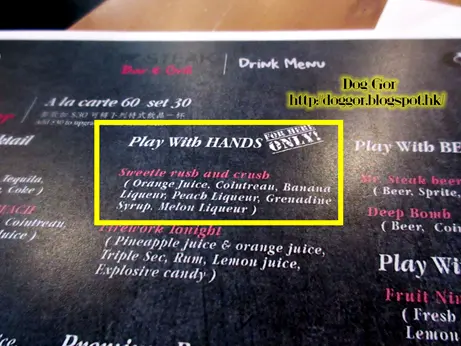 Bar & Grill
Drink Menu
Dog Gor
http://doggor.blogspot.hk/
A la carte 60 set 30
Play With HANDS
FOR HER
ONLY!
Sweetie rush and crush
( Orange Juice, Cointreau, Banana
Liqueur, Peach Liqueur, Grenadine
Syrup, Melon Liqueur )
Firework Tonight
( Pineapple juice & orange juice,
Triple Sec, Rum, Lemon juice,
Explosive candy )
Tequila,
, Coke )
Cointreau,
Juice )
Play With BE
Mr. Steak beer
( Beer, Sprite,
Deep Bomb
( Beer, Coin
Play Wi
Fruit Nin
( Fresh
Lemon